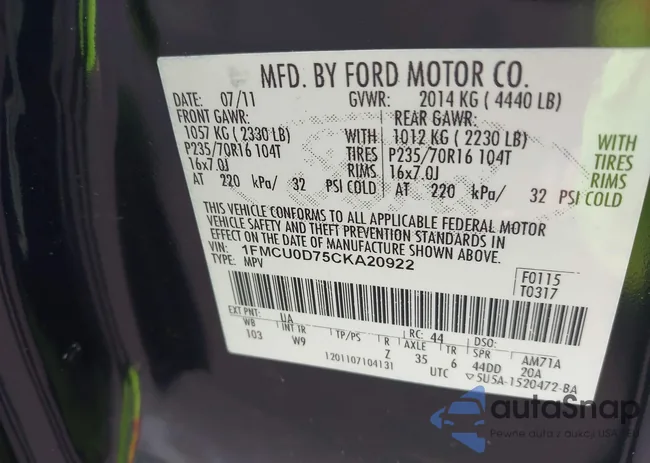 MFD. BY FORD MOTOR CO.
DATE: 07/11 GVWR: 2014 KG ( 4440 LB)
FRONT GAWR: REAR GAWR:
1057 KG ( 2330 LB) WITH 1012 KG ( 2230 LB) WITH
P235/70R16 104T TIRES P235/70R16 104T TIRES
16x7.0J RIMS 16x7.0J RIMS
AT 220 kPa/ 32 PSI COLD AT 220 kPa/ 32 PSI COLD
THIS VEHICLE CONFORMS TO ALL APPLICABLE FEDERAL MOTOR
VEHICLE SAFETY AND THEFT PREVENTION STANDARDS IN
EFFECT ON THE DATE OF MANUFACTURE SHOWN ABOVE.
VIN: 1FMCU0D75CKA20922
TYPE: MPV
F0115
T0317
EXT PNT: UA RC: 44 DSO:
WB INT TR TP/PS R AXLE TR SPR AM71A
103 W9 Z 35 6 44DD 20A
1201107104131 UTC 5U5A-1520472-BA
autoSnap
Pewne auta z aukcji USA